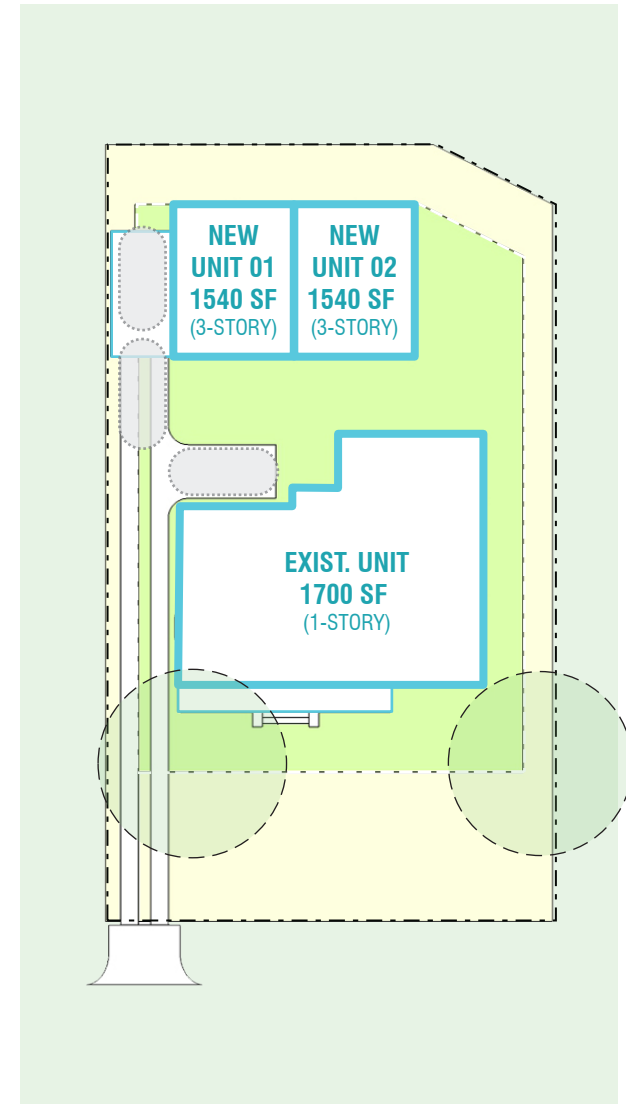 NEW
UNIT 01
1540 SF
(3-STORY)
NEW
UNIT 02
1540 SF
(3-STORY)
EXIST. UNIT
1700 SF
(1-STORY)